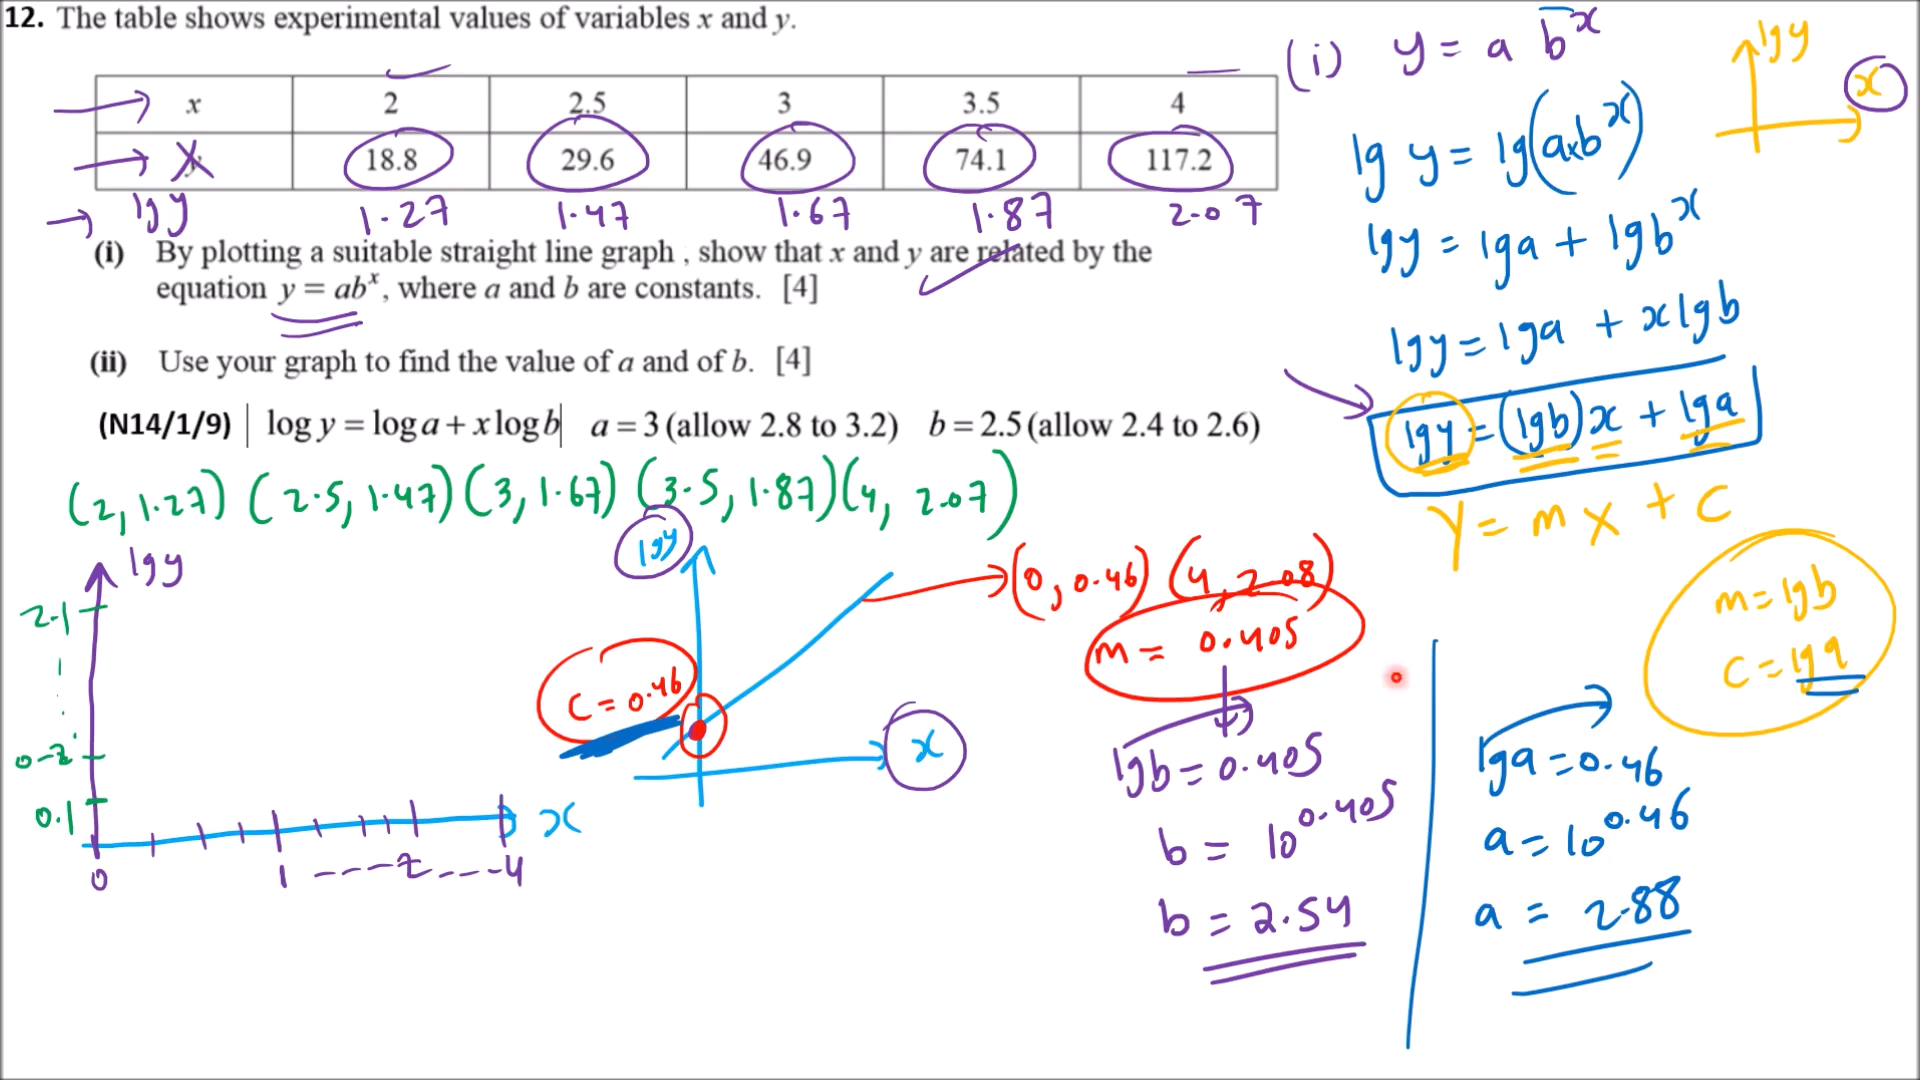 12. The table shows experimental values of variables x and y.
x 2 2.5 3 3.5 4
y 18.8 29.6 46.9 74.1 117.2
lgy 1.27 1.47 1.67 1.87 2.07
(i) By plotting a suitable straight line graph , show that x and y are related by the
equation y = ab^x, where a and b are constants. [4]
(ii) Use your graph to find the value of a and of b. [4]
(N14/1/9) | log y = log a + x log b| a = 3 (allow 2.8 to 3.2) b = 2.5 (allow 2.4 to 2.6)
(2, 1.27) (2.5, 1.47) (3, 1.67) (3.5, 1.87) (4, 2.07)
lgy
2.1
0.2
0.1
0 1 ---- 2 ---- 4
x
lgy
x
C = 0.46
(0, 0.46) (4, 2.08)
m = 0.405
lgb = 0.405
b = 10^0.405
b = 2.54
(i) y = a b^x
lg y = lg(a×b^x)
lgy = lga + lgb^x
lgy = lga + xlgb
lgy = (lgb)x + lga
Y = mX + C
lgy
x
m = lgb
C = lga
lga = 0.46
a = 10^0.46
a = 2.88